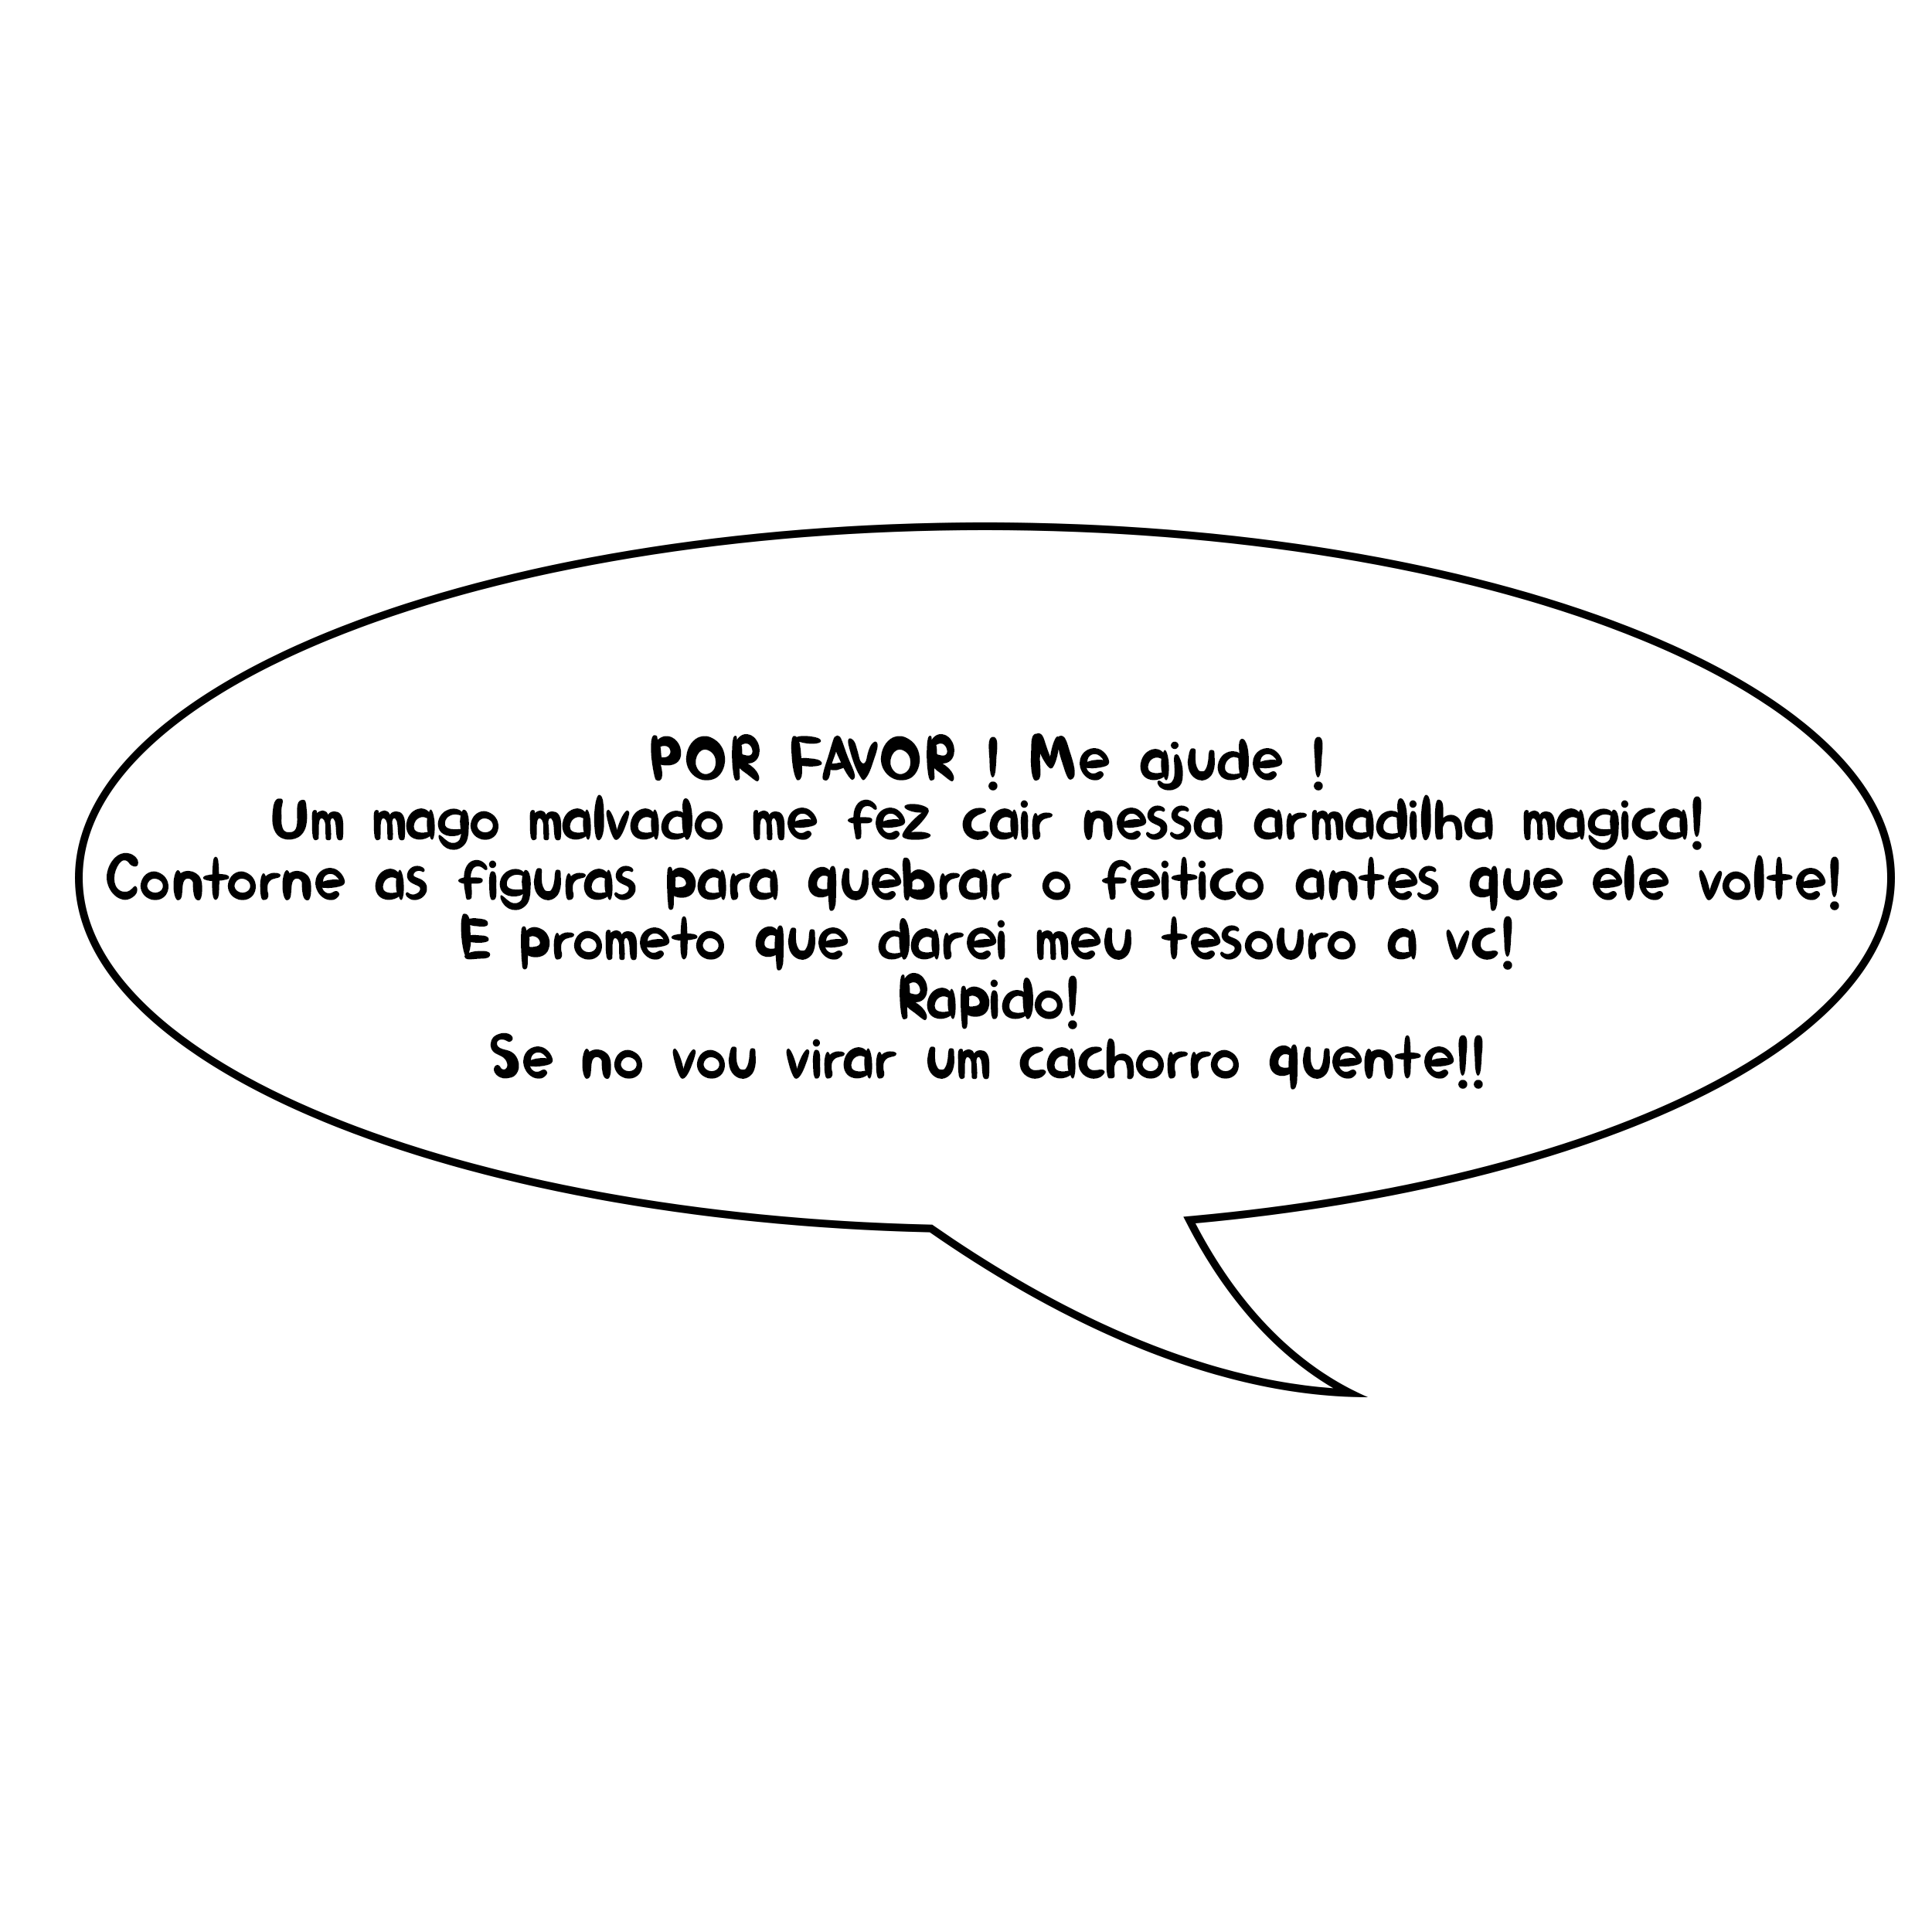 POR FAVOR ! Me ajude !
Um mago malvado me fez cair nessa armadilha magica!
Contorne as figuras para quebrar o feitico antes que ele volte!
E prometo que darei meu tesouro a vc!
Rapido!
Se no vou virar um cachorro quente!!